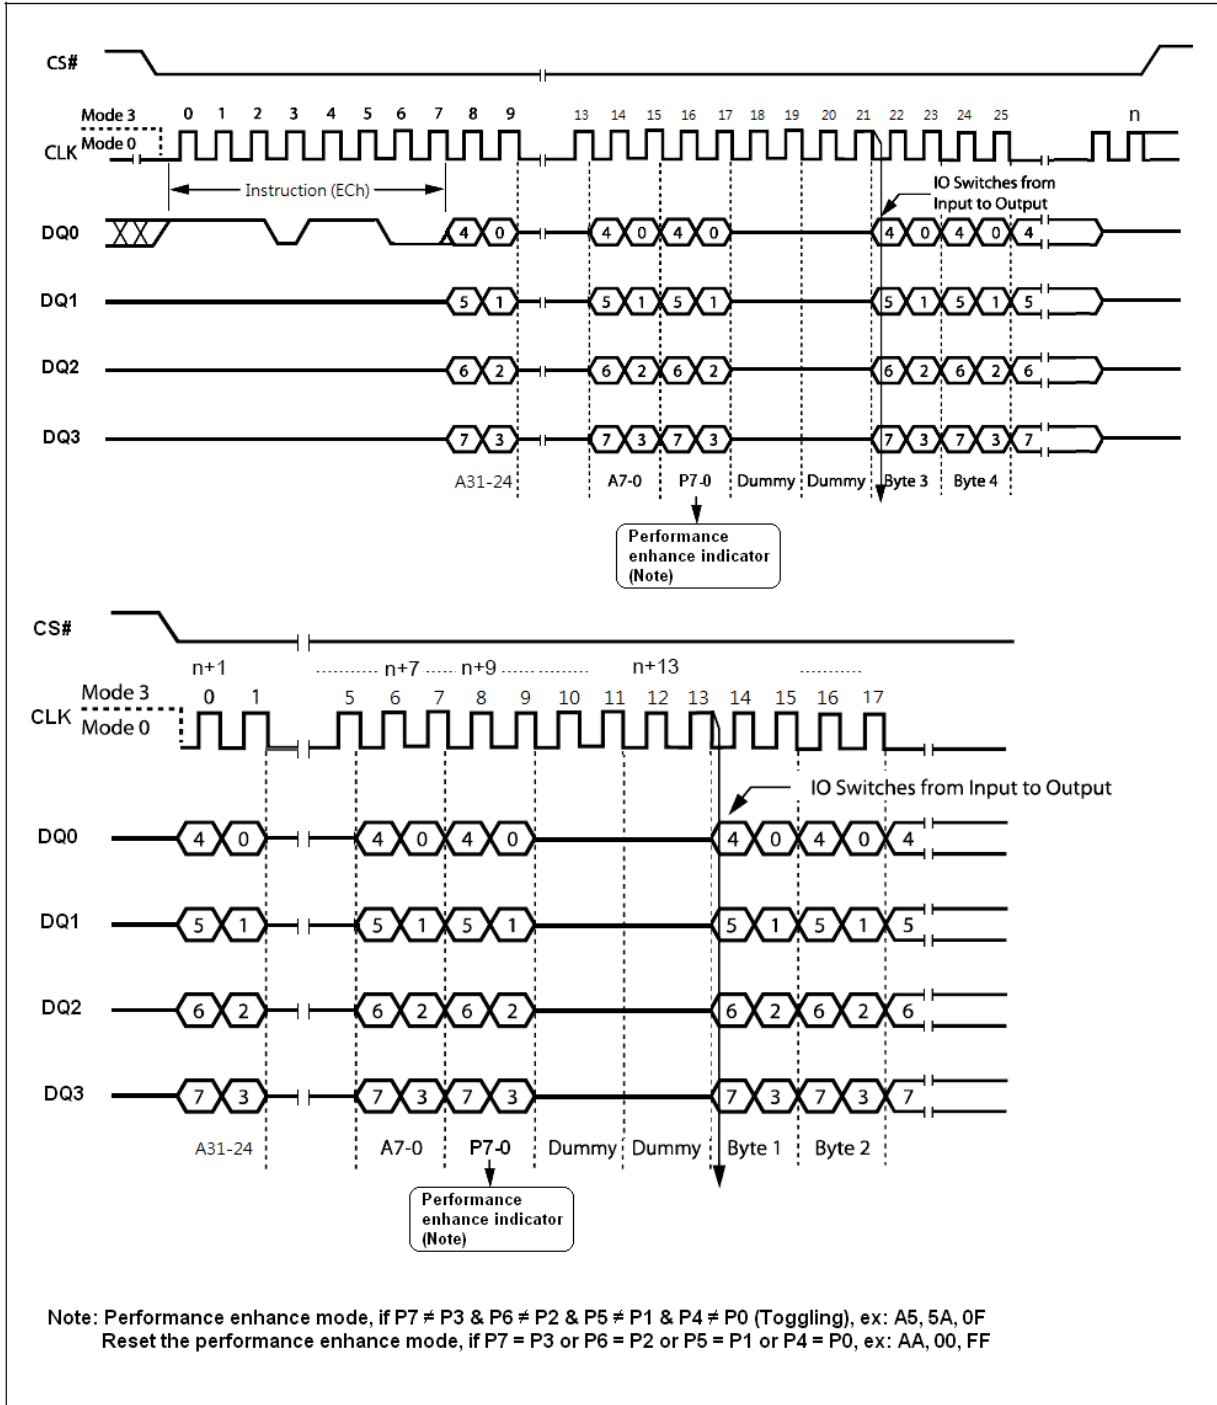 CS#
Mode 3
0 1 2 3 4 5 6 7 8 9 13 14 15 16 17 18 19 20 21 22 23 24 25 n
Mode 0
CLK
Instruction (ECh)
IO Switches from
Input to Output
DQ0 4 0 4 0 4 0 4 0 4 0 4
DQ1 5 1 5 1 5 1 5 1 5 1 5
DQ2 6 2 6 2 6 2 6 2 6 2 6
DQ3 7 3 7 3 7 3 7 3 7 3 7
A31-24 A7-0 P7-0 Dummy Dummy Byte 3 Byte 4
Performance
enhance indicator
(Note)
CS#
n+1 n+7 n+9 n+13
Mode 3 0 1 5 6 7 8 9 10 11 12 13 14 15 16 17
CLK Mode 0
IO Switches from Input to Output
DQ0 4 0 4 0 4 0 4 0 4 0 4
DQ1 5 1 5 1 5 1 5 1 5 1 5
DQ2 6 2 6 2 6 2 6 2 6 2 6
DQ3 7 3 7 3 7 3 7 3 7 3 7
A31-24 A7-0 P7-0 Dummy Dummy Byte 1 Byte 2
Performance
enhance indicator
(Note)
Note: Performance enhance mode, if P7 ≠ P3 & P6 ≠ P2 & P5 ≠ P1 & P4 ≠ P0 (Toggling), ex: A5, 5A, 0F
Reset the performance enhance mode, if P7 = P3 or P6 = P2 or P5 = P1 or P4 = P0, ex: AA, 00, FF